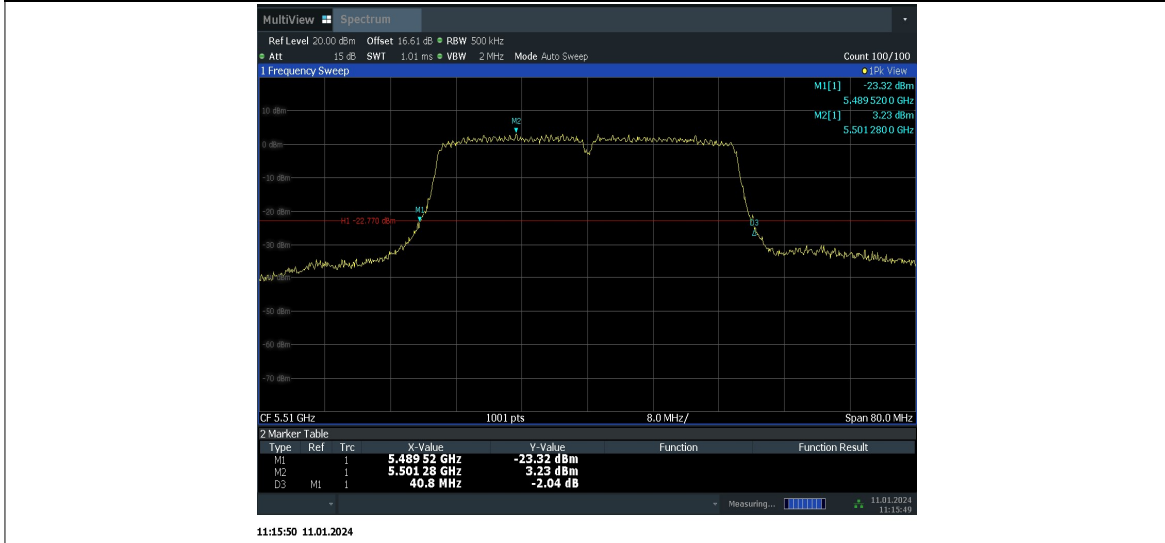 MultiView Spectrum
Ref Level 20.00 dBm Offset 16.61 dB RBW 500 kHz
Att 15 dB SWT 1.01 ms VBW 2 MHz Mode Auto Sweep Count 100/100
1 Frequency Sweep 1Pk View
M1[1] -23.32 dBm
5.489 520 0 GHz
M2[1] 3.23 dBm
5.501 280 0 GHz
10 dBm
M2
0 dBm
-10 dBm
-20 dBm
M1
H1 -22.770 dBm
D3
-30 dBm
-40 dBm
-50 dBm
-60 dBm
-70 dBm
CF 5.51 GHz 1001 pts 8.0 MHz/ Span 80.0 MHz
2 Marker Table
Type Ref Trc X-Value Y-Value Function Function Result
M1 1 5.489 52 GHz -23.32 dBm
M2 1 5.501 28 GHz 3.23 dBm
D3 M1 1 40.8 MHz -2.04 dB
Measuring... 11.01.2024
11:15:49
11:15:50 11.01.2024